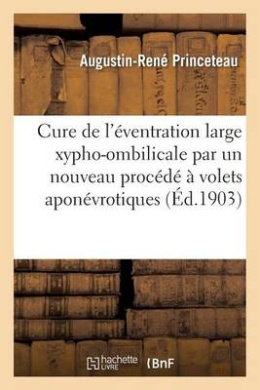 Augustin-René Princeteau
Cure de l'éventration large
xypho-ombilicale par un nouveau procédé à volets
aponévrotiques (Éd.1903)
hachette
LIVRE
{BnF